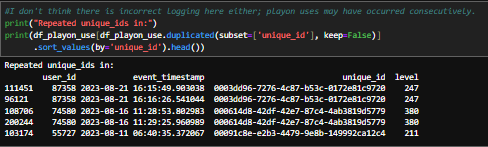 #I don't think there is incorrect logging here either; playon uses may have occurred consecutively.
print("Repeated unique_ids in:")
print(df_playon_use[df_playon_use.duplicated(subset=['unique_id'], keep=False)]
.sort_values(by='unique_id').head())
Repeated unique_ids in:
user_id event_timestamp unique_id level
111451 87358 2023-08-21 16:15:49.903038 0003dd96-7276-4c87-b53c-0172e81c9720 247
96121 87358 2023-08-21 16:16:12.541034 0003dd96-7276-4c87-b53c-0172e81c9720 247
108706 74580 2023-08-16 11:28:53.802983 000614d8-42df-42e7-87c4-4ab3819d5779 380
200244 74580 2023-08-16 11:29:25.960989 000614d8-42df-42e7-87c4-4ab3819d5779 380
103174 55727 2023-08-11 06:40:35.372067 00091c8e-e2b3-4479-9e8b-149992ca12c4 211